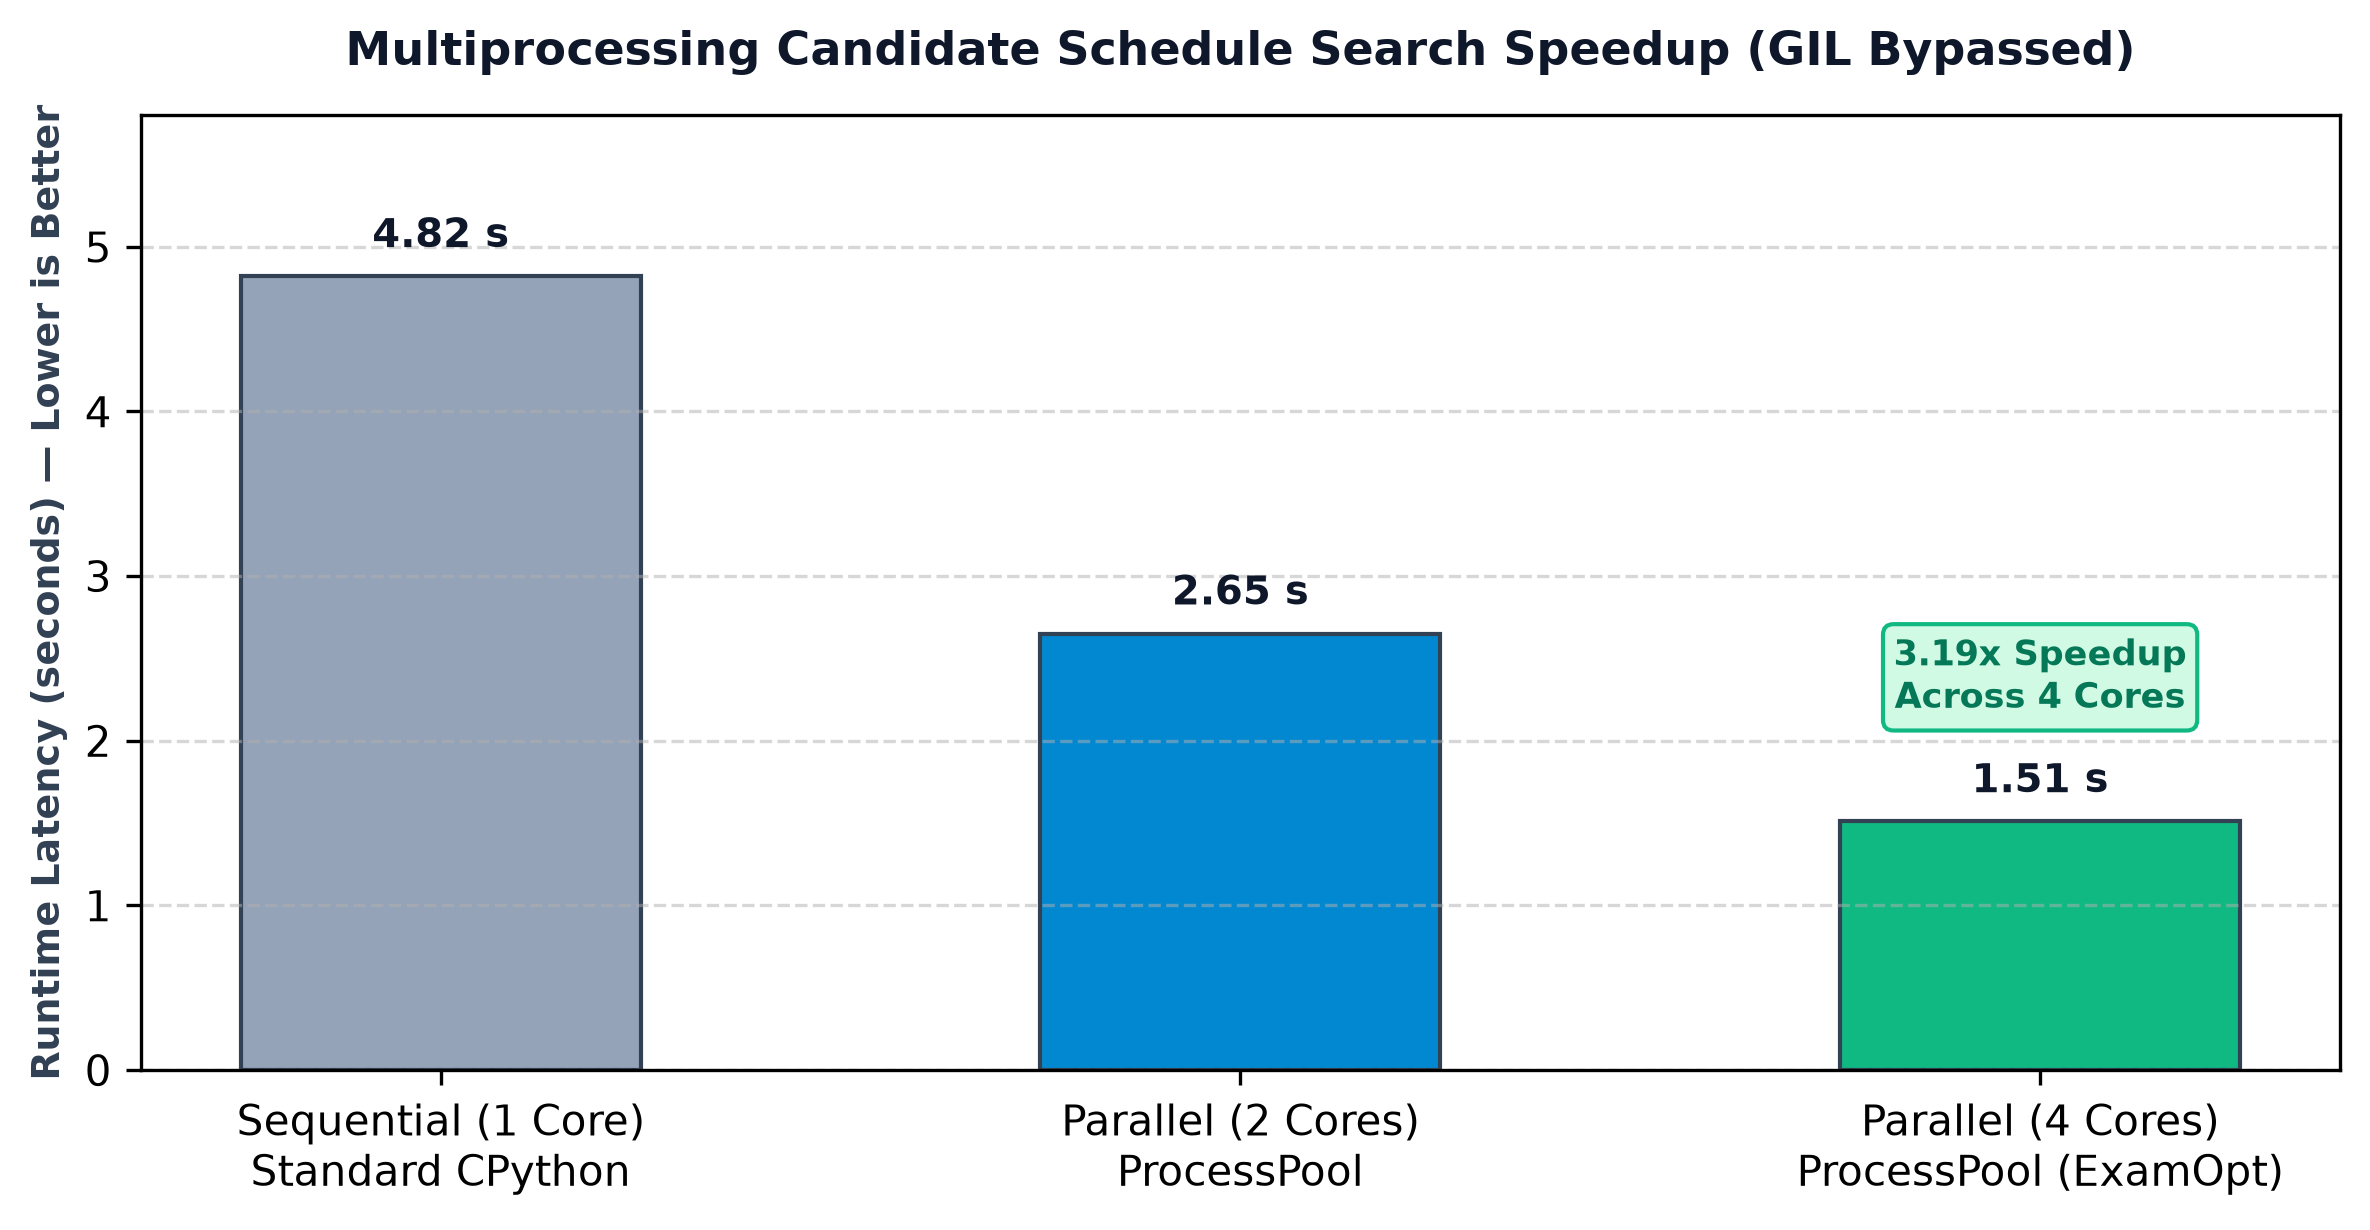 Multiprocessing Candidate Schedule Search Speedup (GIL Bypassed)
Runtime Latency (seconds) — Lower is Better
5
4
3
2
1
0
4.82 s
2.65 s
3.19x Speedup
Across 4 Cores
1.51 s
Sequential (1 Core)
Standard CPython
Parallel (2 Cores)
ProcessPool
Parallel (4 Cores)
ProcessPool (ExamOpt)